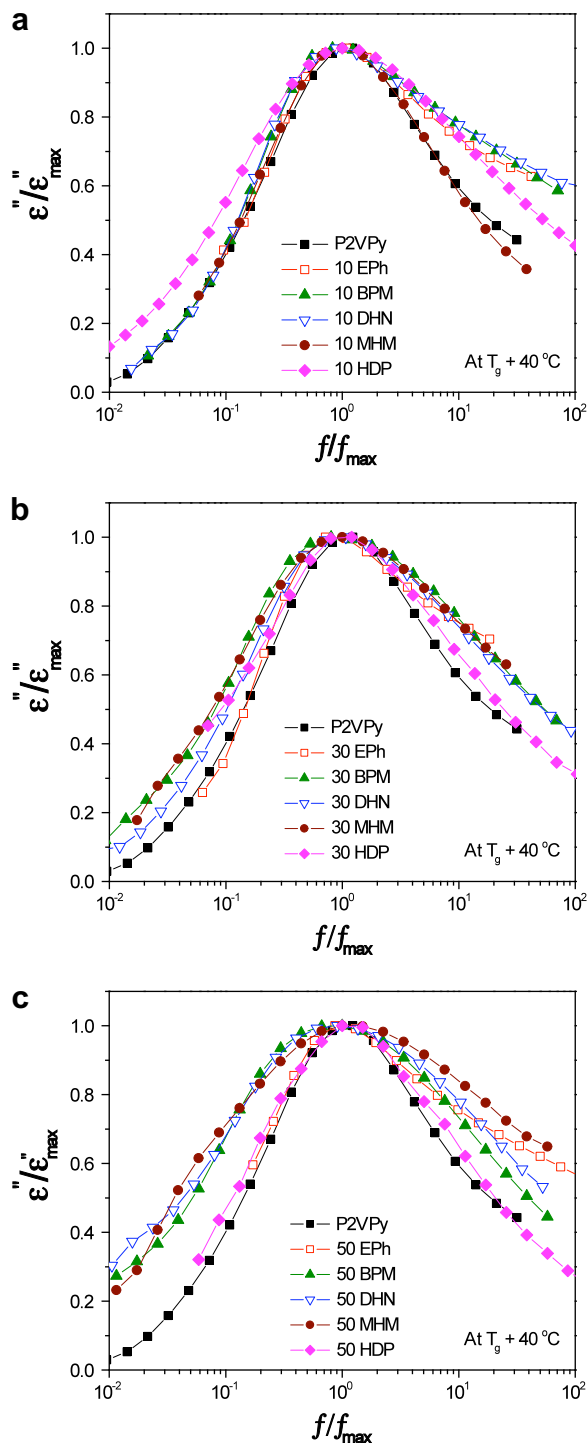 a
1.0
0.8
0.6
0.4
0.2
0.0
ε"/ε"max
P2VPy
10 EPh
10 BPM
10 DHN
10 MHM
10 HDP
At Tg + 40 °C
10⁻² 10⁻¹ 10⁰ 10¹ 10²
f/fmax
b
1.0
0.8
0.6
0.4
0.2
0.0
ε"/ε"max
P2VPy
30 EPh
30 BPM
30 DHN
30 MHM
30 HDP
At Tg + 40 °C
10⁻² 10⁻¹ 10⁰ 10¹ 10²
f/fmax
c
1.0
0.8
0.6
0.4
0.2
0.0
ε"/ε"max
P2VPy
50 EPh
50 BPM
50 DHN
50 MHM
50 HDP
At Tg + 40 °C
10⁻² 10⁻¹ 10⁰ 10¹ 10²
f/fmax